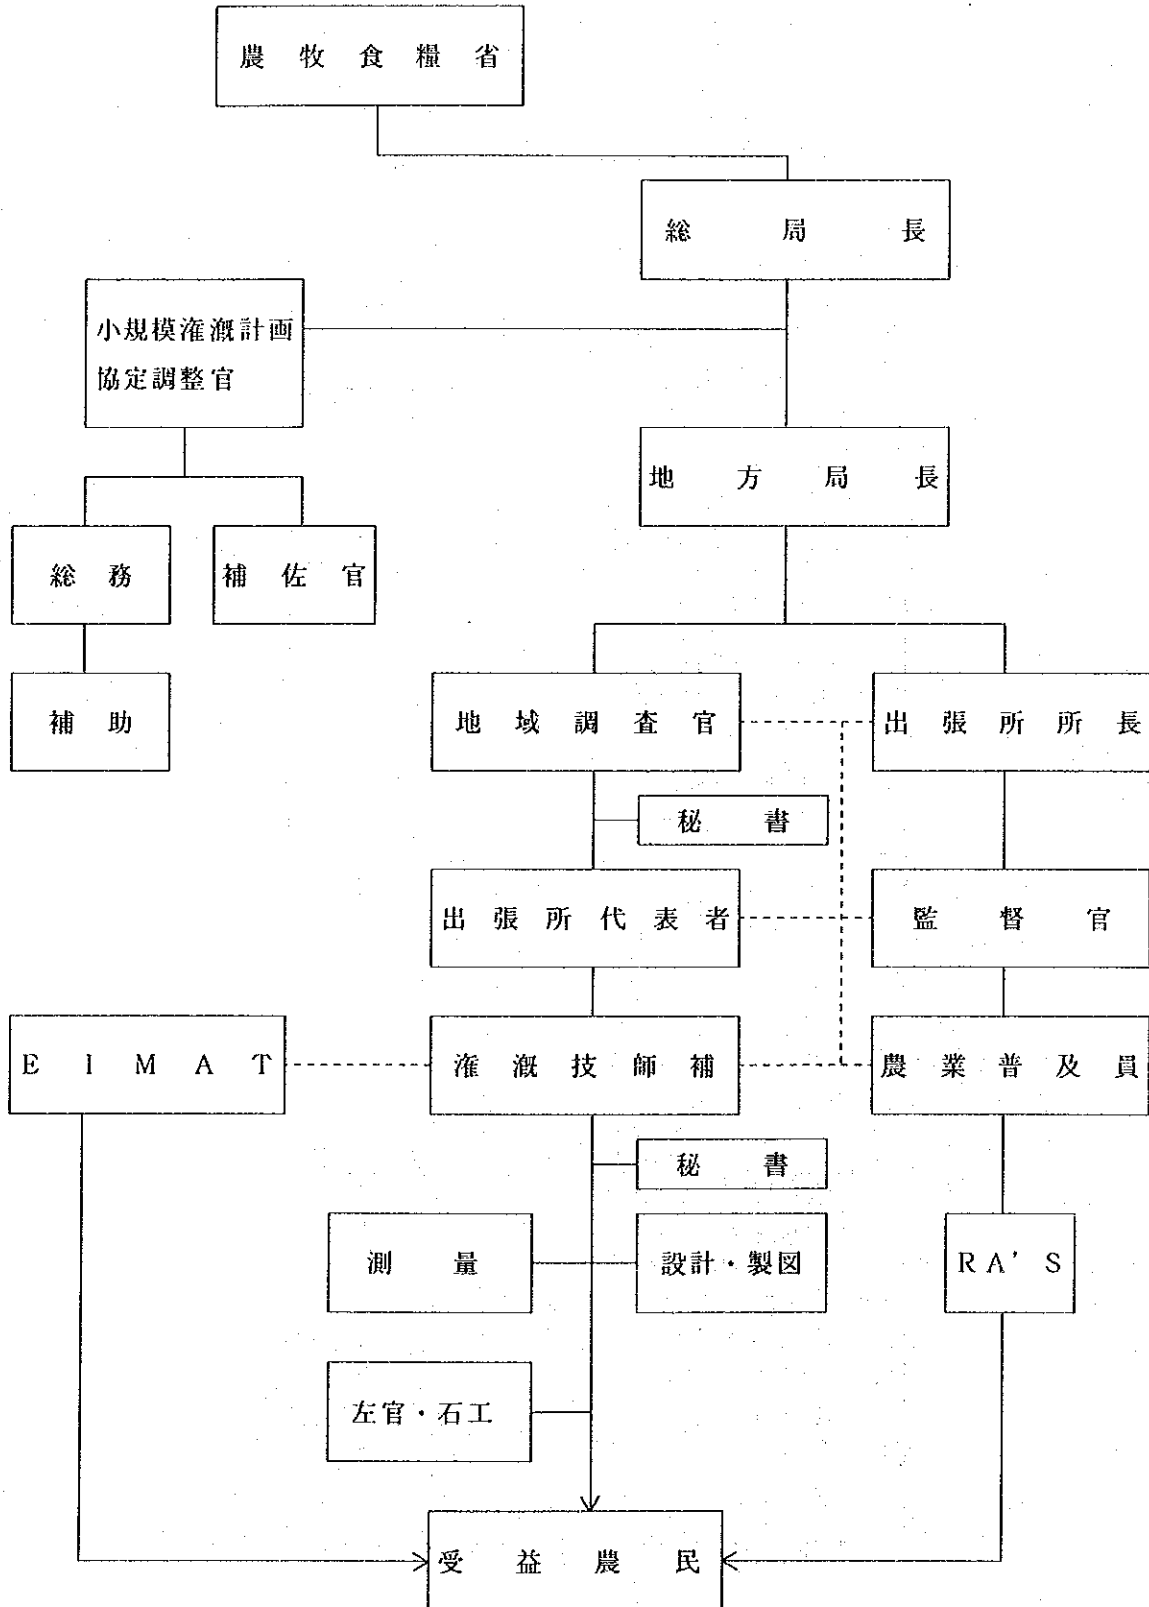 農牧食糧省
総局長
小規模潅漑計画
協定調整官
地方局長
総務
補佐官
補助
地域調査官
出張所所長
秘書
出張所代表者
監督官
EIMAT
潅漑技師補
農業普及員
秘書
測量
設計・製図
RA'S
左官・石工
受益農民